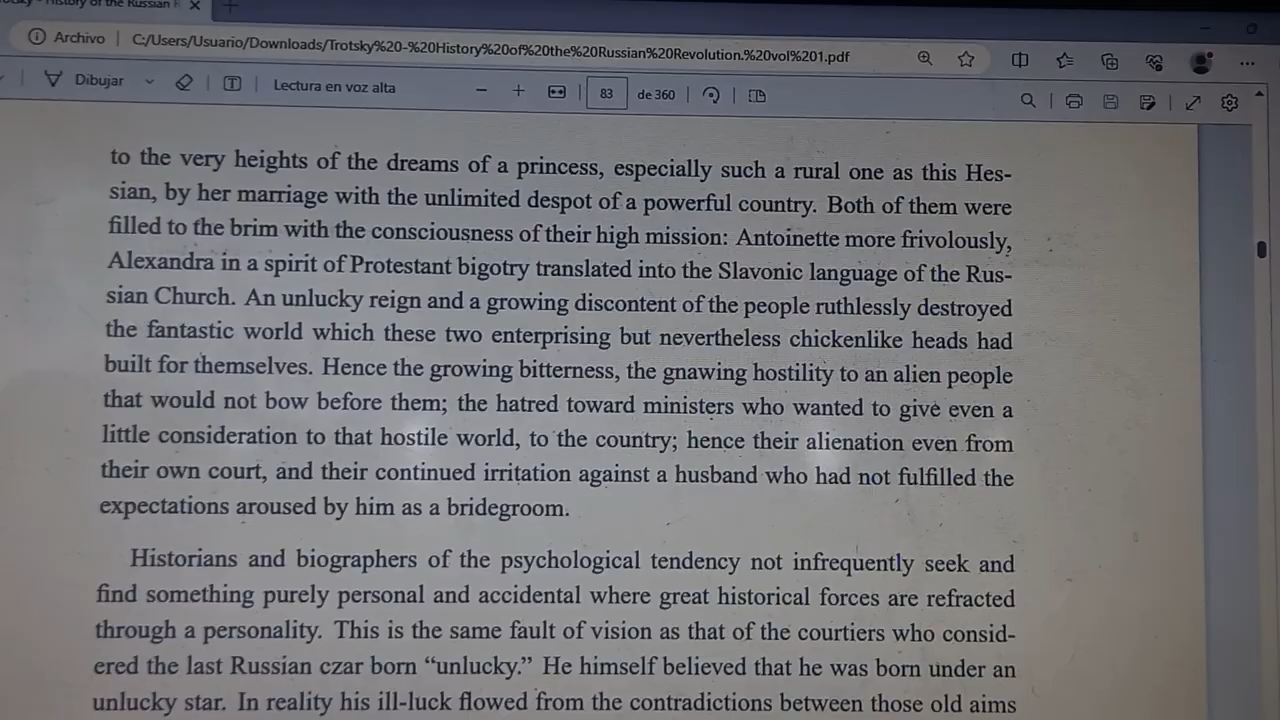 History of the Russian
Archivo | C:/Users/Usuario/Downloads/Trotsky%20-%20History%20of%20the%20Russian%20Revolution.%20vol%201.pdf
Dibujar Lectura en voz alta 83 de 360
to the very heights of the dreams of a princess, especially such a rural one as this Hes-
sian, by her marriage with the unlimited despot of a powerful country. Both of them were
filled to the brim with the consciousness of their high mission: Antoinette more frivolously,
Alexandra in a spirit of Protestant bigotry translated into the Slavonic language of the Rus-
sian Church. An unlucky reign and a growing discontent of the people ruthlessly destroyed
the fantastic world which these two enterprising but nevertheless chickenlike heads had
built for themselves. Hence the growing bitterness, the gnawing hostility to an alien people
that would not bow before them; the hatred toward ministers who wanted to give even a
little consideration to that hostile world, to the country; hence their alienation even from
their own court, and their continued irritation against a husband who had not fulfilled the
expectations aroused by him as a bridegroom.
Historians and biographers of the psychological tendency not infrequently seek and
find something purely personal and accidental where great historical forces are refracted
through a personality. This is the same fault of vision as that of the courtiers who consid-
ered the last Russian czar born “unlucky.” He himself believed that he was born under an
unlucky star. In reality his ill-luck flowed from the contradictions between those old aims